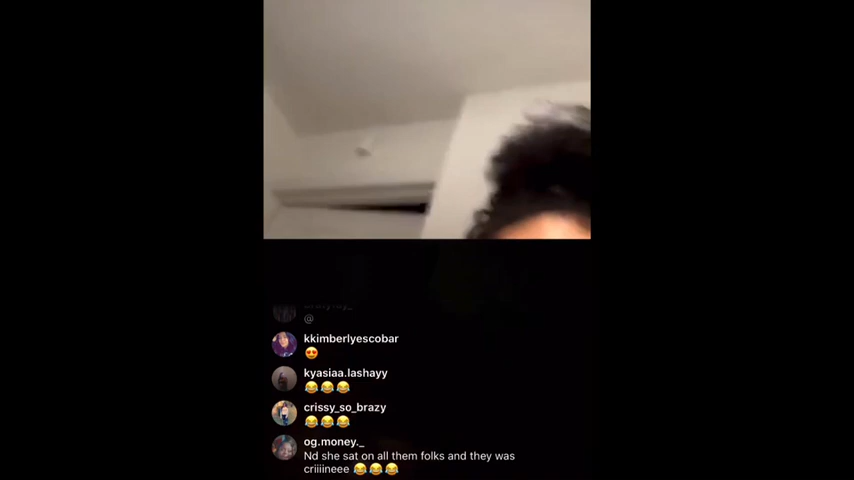 @
kkimberlyescobar
😍
kyasiaa.lashayy
😂😂😂
crissy_so_brazy
😂😂😂
og.money._
Nd she sat on all them folks and they was
criiiineee 😂😂😂